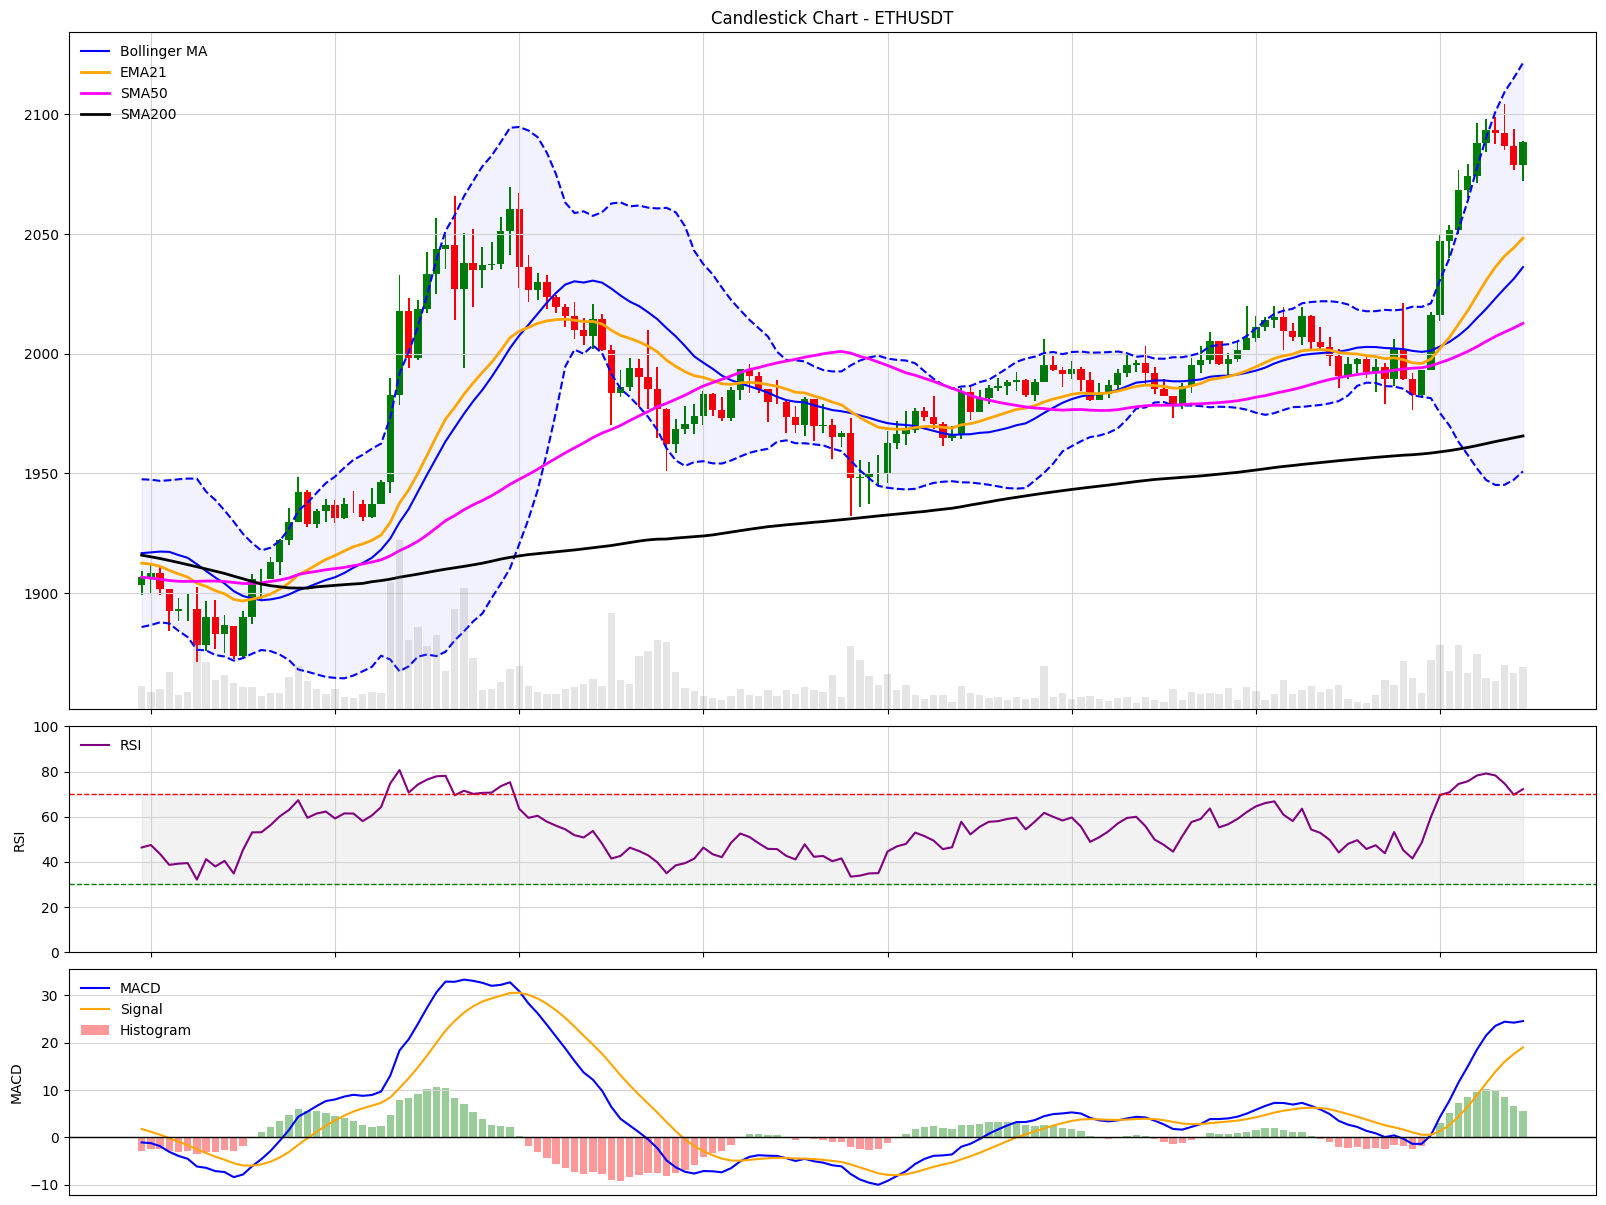 Candlestick Chart - ETHUSDT
Bollinger MA
EMA21
SMA50
SMA200
2100
2050
2000
1950
1900
RSI
100
80
60
40
20
0
RSI
MACD
Signal
Histogram
30
20
10
0
−10
MACD